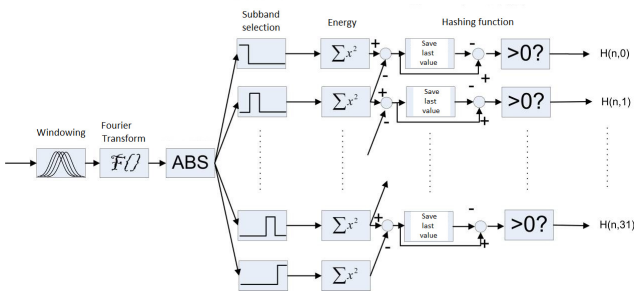 Subband
selection
Energy
Hashing function
∑x²
+
-
Save
last
value
-
+
>0?
H(n,0)
∑x²
+
-
Save
last
value
-
+
>0?
H(n,1)
Windowing
Fourier
Transform
ℱ{}
ABS
∑x²
+
-
Save
last
value
-
+
>0?
H(n,31)
∑x²